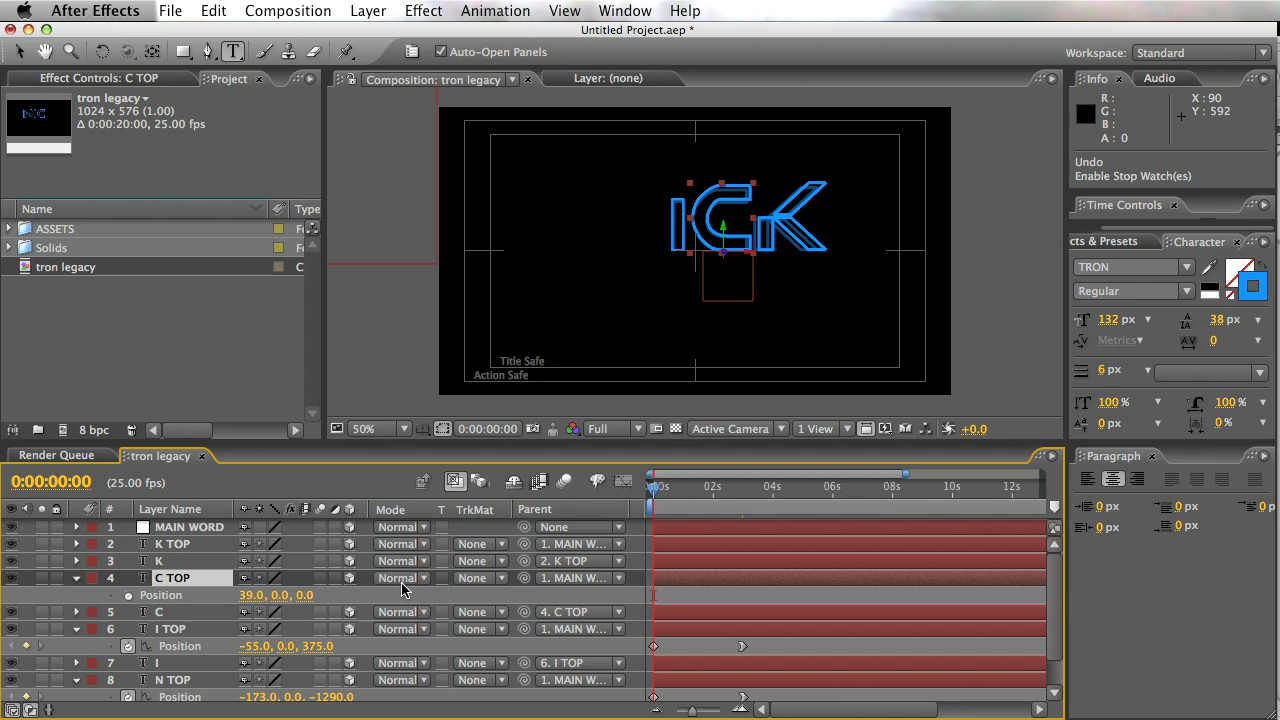 After Effects File Edit Composition Layer Effect Animation View Window Help
Untitled Project.aep *
T Auto-Open Panels Workspace: Standard
Effect Controls: C TOP Project Composition: tron legacy Layer: (none) Info Audio
tron legacy
1024 x 576 (1.00)
Δ 0:00:20:00, 25.00 fps
R: X: 90
G: Y: 592
B:
A: 0
Undo
Enable Stop Watch(es)
Time Controls
Name Type
ASSETS
Solids
tron legacy C
ICK
Title Safe
Action Safe
cts & Presets Character
TRON
Regular
132 px 38 px
Metrics 0
6 px
100% 100%
0 px 0%
8 bpc 50% 0:00:00:00 Full Active Camera 1 View +0.0
Render Queue tron legacy
0:00:00:00 (25.00 fps)
02s 04s 06s 08s 10s 12s
# Layer Name Mode T TrkMat Parent
1 MAIN WORD Normal None
2 T K TOP Normal None 1. MAIN W...
3 T K Normal None 2. K TOP
4 T C TOP Normal None 1. MAIN W...
Position 39.0, 0.0, 0.0
5 T C Normal None 4. C TOP
6 T I TOP Normal None 1. MAIN W...
Position -55.0, 0.0, 375.0
7 T I Normal None 6. I TOP
8 T N TOP Normal None 1. MAIN W...
Position -173.0, 0.0, -1290.0
Paragraph
0 px 0 px 0 p
0 px 0 px